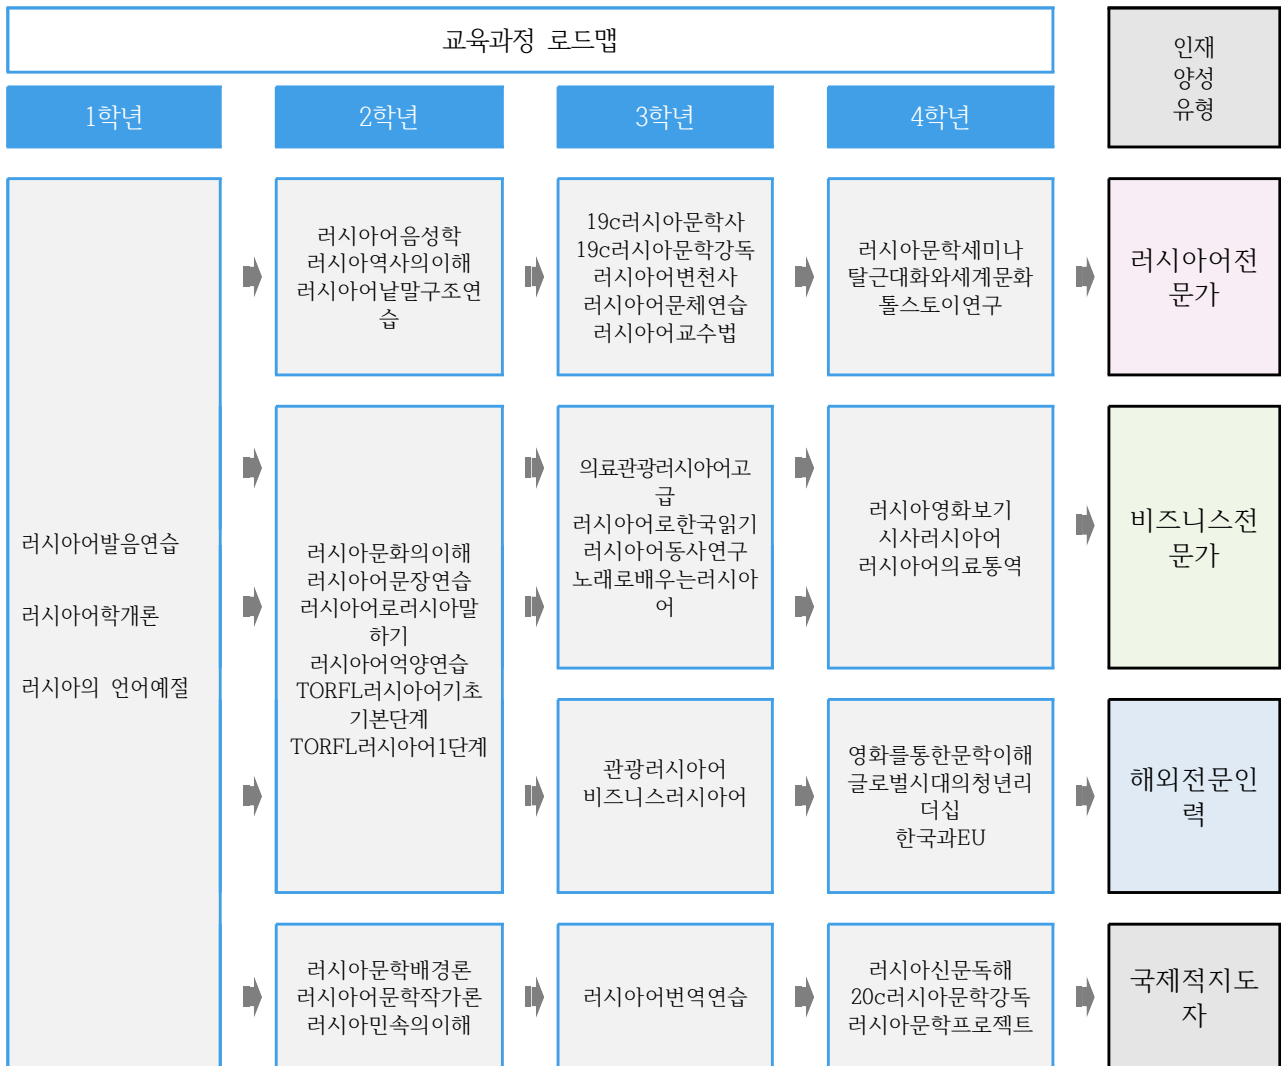 교육과정 로드맵
인재
양성
유형
1학년
2학년
3학년
4학년
러시아어발음연습
러시아어학개론
러시아의 언어예절
러시아어음성학
러시아역사의이해
러시아어낱말구조연
습
19c러시아문학사
19c러시아문학강독
러시아어변천사
러시아어문체연습
러시아어교수법
러시아문학세미나
탈근대화와세계문화
톨스토이연구
러시아어전
문가
러시아문화의이해
러시아어문장연습
러시아어로러시아말
하기
러시아어억양연습
TORFL러시아어기초
기본단계
TORFL러시아어1단계
의료관광러시아어고
급
러시아어로한국읽기
러시아어동사연구
노래로배우는러시아
어
러시아영화보기
시사러시아어
러시아어의료통역
비즈니스전
문가
관광러시아어
비즈니스러시아어
영화를통한문학이해
글로벌시대의청년리
더십
한국과EU
해외전문인
력
러시아문학배경론
러시아어문학작가론
러시아민속의이해
러시아어번역연습
러시아신문독해
20c러시아문학강독
러시아문학프로젝트
국제적지도
자